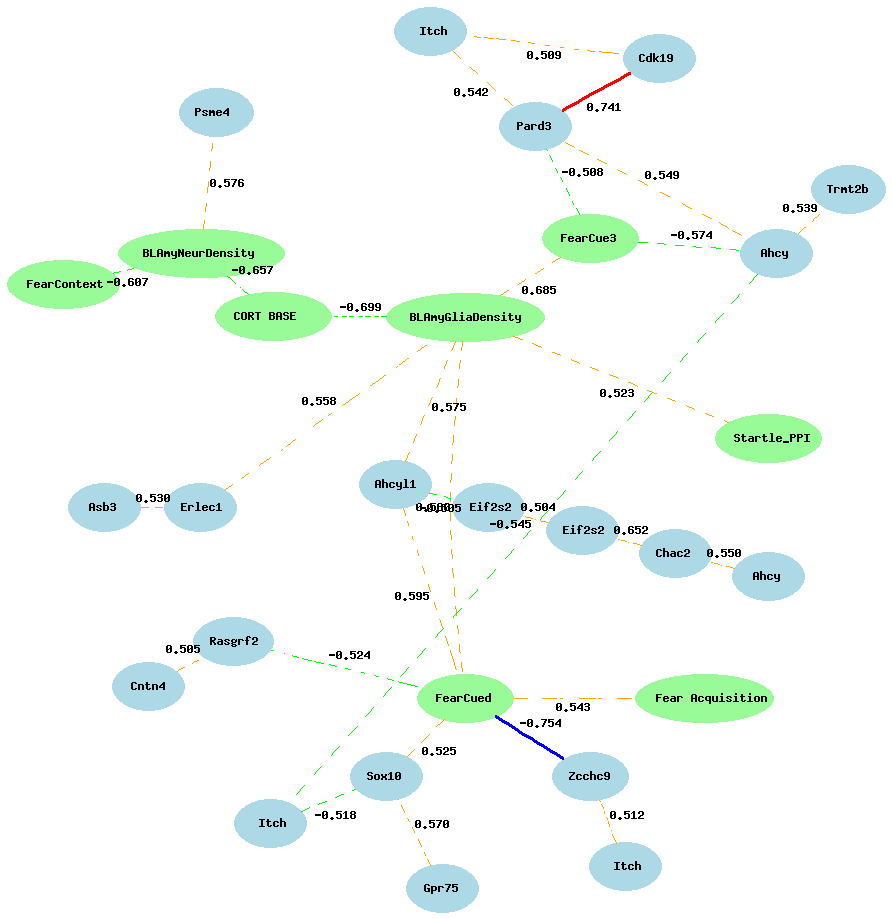 Itch
0.509
Cdk19
0.542
0.741
Psme4
Pard3
-0.508
0.549
0.576
Trmt2b
0.539
FearCue3
-0.574
Ahcy
BLAmyNeurDensity
-0.657
FearContext
-0.607
0.685
CORT BASE
-0.699
BLAmyGliaDensity
0.558
0.575
0.523
Startle_PPI
Ahcyl1
Asb3
0.530
Erlec1
-0.505
Eif2s2
0.504
-0.545
Eif2s2
0.652
Chac2
0.550
Ahcy
0.595
Rasgrf2
0.505
-0.524
Cntn4
FearCued
0.543
Fear Acquisition
-0.754
0.525
Sox10
Zcchc9
Itch
-0.518
0.570
0.512
Itch
Gpr75